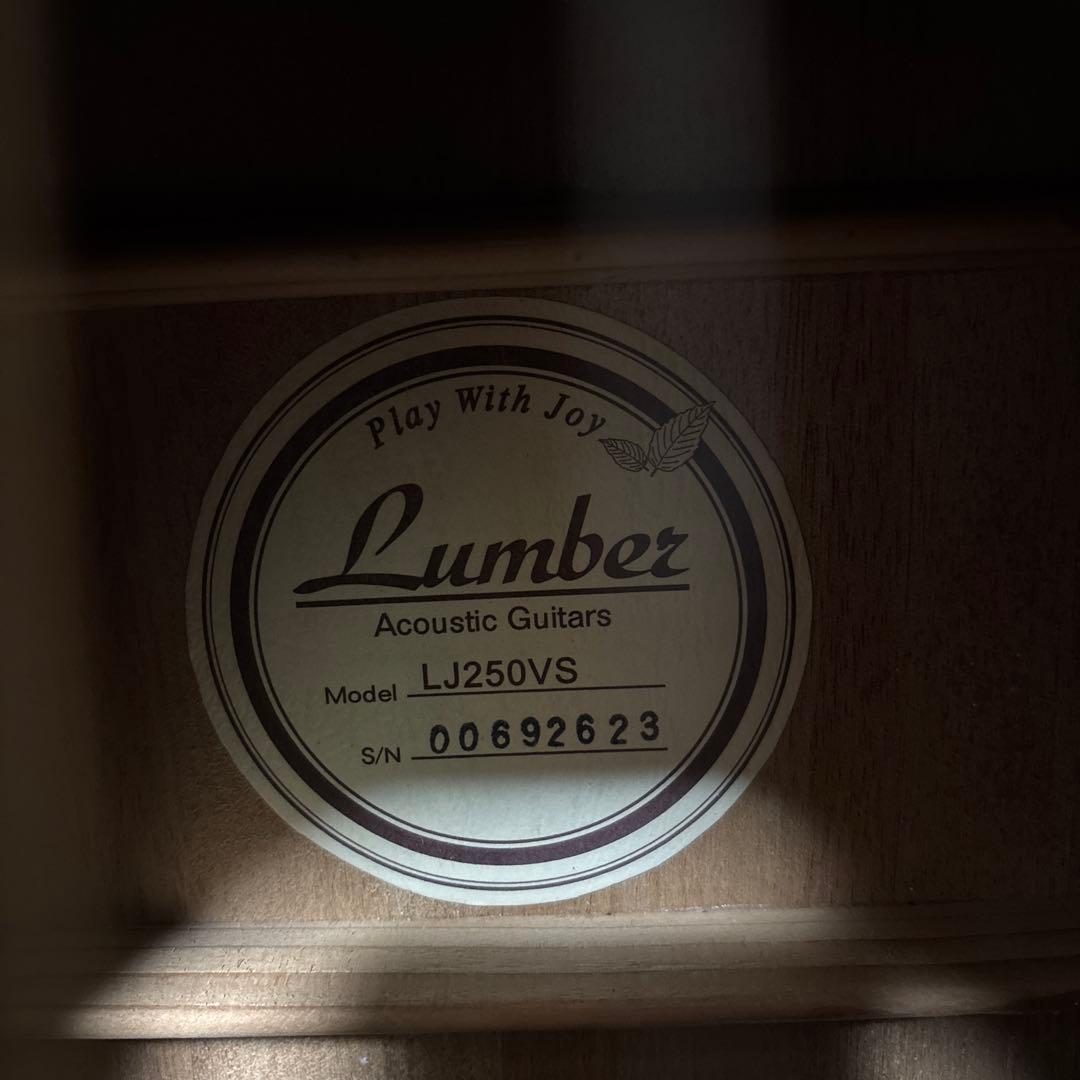 Play With Joy
Lumber
Acoustic Guitars
Model LJ250VS
S/N 00692623